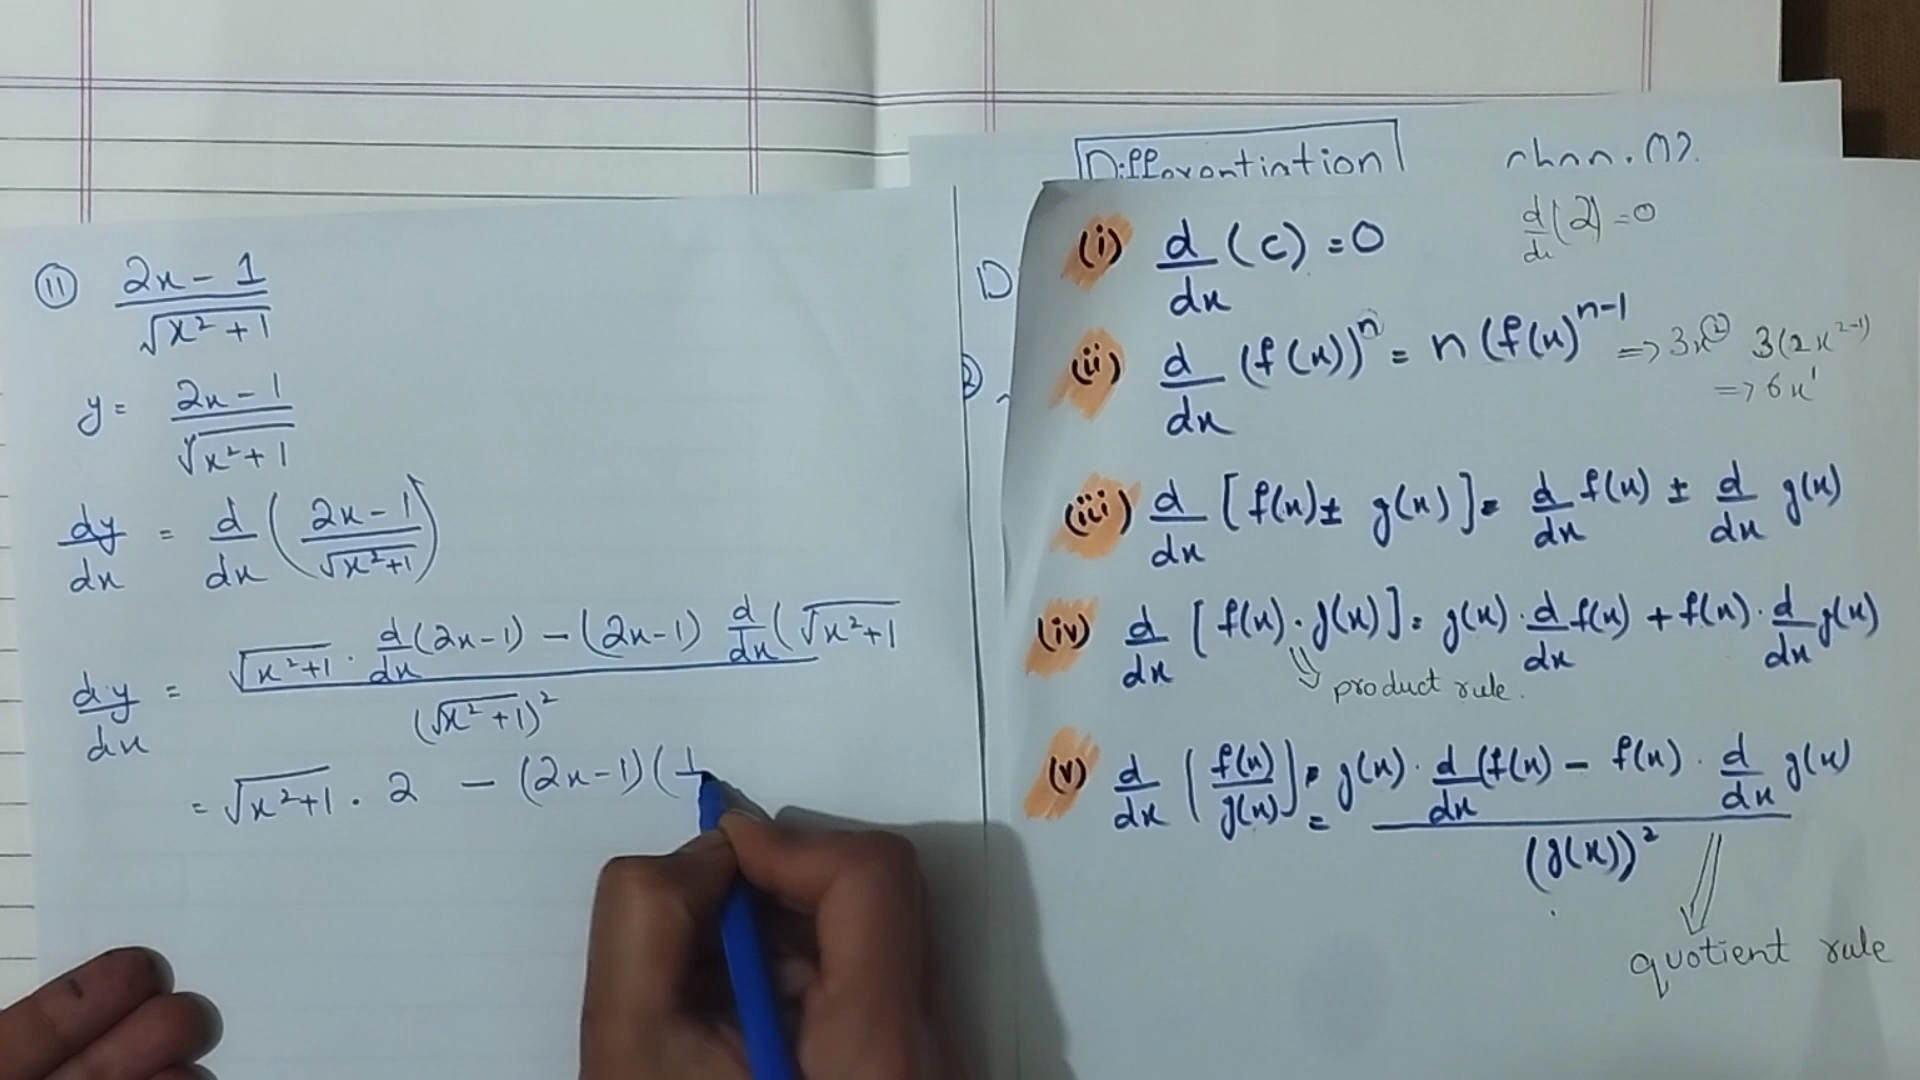 (11) 2x - 1 / √x² + 1
y = 2x - 1 / √x² + 1
dy/dx = d/dx ( 2x - 1 / √x²+1 )
dy/dx = √x²+1 . d/dx (2x-1) - (2x-1) d/dx (√x²+1 / (√x²+1)²
= √x²+1 . 2 - (2x-1) ( 1
Differentiation
d/dx (2) = 0
(i) d/dx (c) = 0
(ii) d/dx (f(x))ⁿ = n (f(x)ⁿ⁻¹ => 3x² 3(2x²⁻¹)
=> 6x¹
(iii) d/dx [f(x) ± g(x)] = d/dx f(x) ± d/dx g(x)
(iv) d/dx [f(x) . g(x)] = g(x) . d/dx f(x) + f(x) . d/dx g(x)
product rule.
(v) d/dx [f(x)/g(x)] = g(x) . d/dx (f(x) - f(x) . d/dx g(x) / (g(x))²
quotient rule